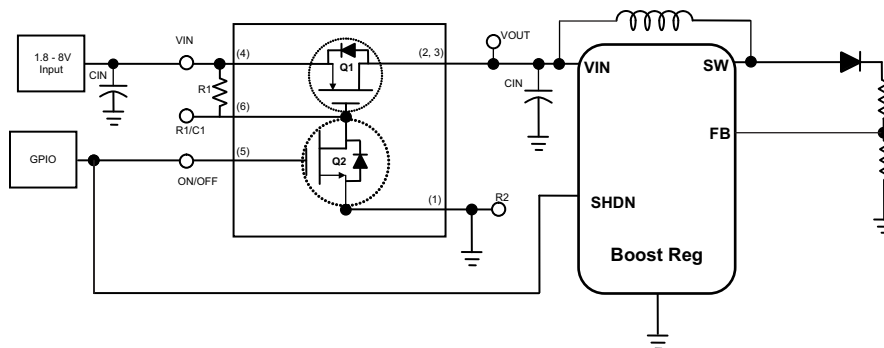 1.8 - 8V
Input
CIN
VIN
(4)
R1
(6)
R1/C1
GPIO
(5)
ON/OFF
Q1
(2, 3)
Q2
(1)
R2
VOUT
CIN
VIN
SW
FB
SHDN
Boost Reg